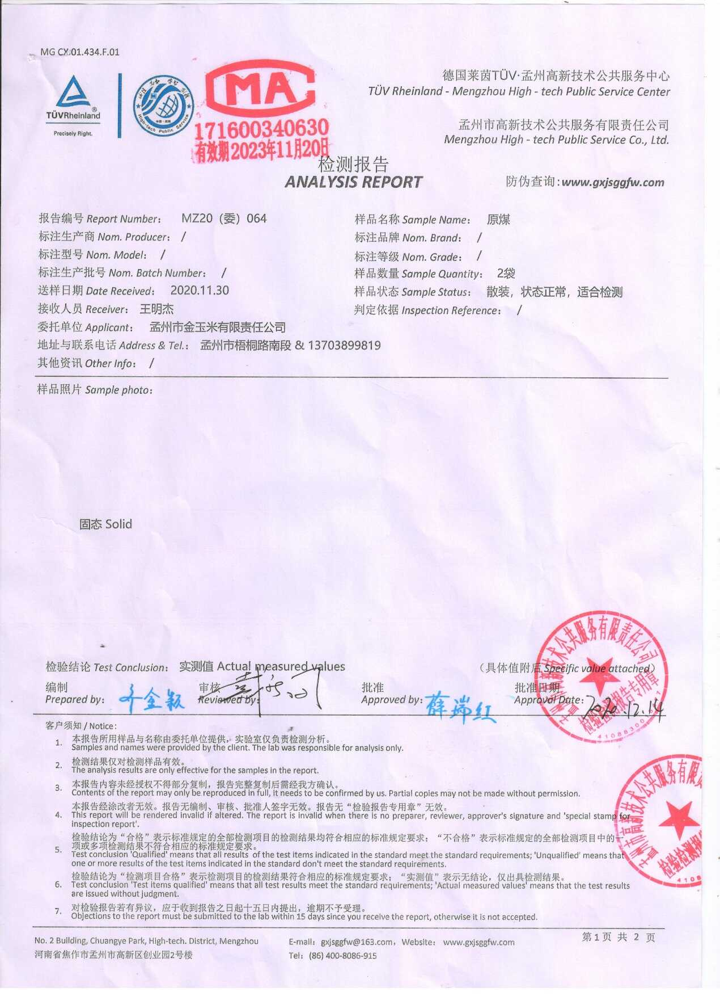 MG CX 01.434.F.01
TÜVRheinland®
Precisely Right.
High-tech Public Service
MA
171600340630
有效期2023年11月20日
德国莱茵TÜV·孟州高新技术公共服务中心
TÜV Rheinland - Mengzhou High - tech Public Service Center
孟州市高新技术公共服务有限责任公司
Mengzhou High - tech Public Service Co., Ltd.
检测报告
ANALYSIS REPORT
防伪查询:www.gxjsggfw.com
报告编号 Report Number: MZ20（委）064
样品名称 Sample Name: 原煤
标注生产商 Nom. Producer: /
标注品牌 Nom. Brand: /
标注型号 Nom. Model: /
标注等级 Nom. Grade: /
标注生产批号 Nom. Batch Number: /
样品数量 Sample Quantity: 2袋
送样日期 Date Received: 2020.11.30
样品状态 Sample Status: 散装，状态正常，适合检测
接收人员 Receiver: 王明杰
判定依据 Inspection Reference: /
委托单位 Applicant: 孟州市金玉米有限责任公司
地址与联系电话 Address & Tel.: 孟州市梧桐路南段 & 13703899819
其他资讯 Other Info: /
样品照片 Sample photo:
固态 Solid
检验结论 Test Conclusion: 实测值 Actual measured values
（具体值附后 Specific value attached）
编制
Prepared by: 齐金颖
审核
Reviewed by:
批准
Approved by: 薛瑞红
批准日期
Approval Date: 2020.12.14
孟州市高新技术公共服务有限责任公司
检验检测报告专用章
客户须知 / Notice:
1. 本报告所用样品与名称由委托单位提供，实验室仅负责检测分析。
Samples and names were provided by the client. The lab was responsible for analysis only.
2. 检测结果仅对检测样品有效。
The analysis results are only effective for the samples in the report.
3. 本报告内容未经授权不得部分复制，报告完整复制后需经我方确认。
Contents of the report may only be reproduced in full, it needs to be confirmed by us. Partial copies may not be made without permission.
4. 本报告经涂改者无效。报告无编制、审核、批准人签字无效。报告无“检验报告专用章”无效。
This report will be rendered invalid if altered. The report is invalid when there is no preparer, reviewer, approver's signature and 'special stamp for
inspection report'.
5. 检验结论为“合格”表示标准规定的全部检测项目的检测结果均符合相应的标准规定要求；“不合格”表示标准规定的全部检测项目中的一
项或多项检测结果不符合相应的标准规定要求。
Test conclusion 'Qualified' means that all results of the test items indicated in the standard meet the standard requirements; 'Unqualified' means that
one or more results of the test items indicated in the standard don't meet the standard requirements.
6. 检验结论为“检测项目合格”表示检测项目的检测结果符合相应的标准规定要求；“实测值”表示无结论，仅出具检测结果。
Test conclusion 'Test items qualified' means that all test results meet the standard requirements; 'Actual measured values' means that the test results
are issued without judgment.
7. 对检验报告若有异议，应于收到报告之日起十五日内提出，逾期不予受理。
Objections to the report must be submitted to the lab within 15 days since you receive the report, otherwise it is not accepted.
孟州市高新技术公共服务有限
检验检测报
4108
No. 2 Building, Chuangye Park, High-tech. District, Mengzhou
河南省焦作市孟州市高新区创业园2号楼
E-mail: gxjsggfw@163.com, Website: www.gxjsggfw.com
Tel: (86) 400-8086-915
第 1 页 共 2 页